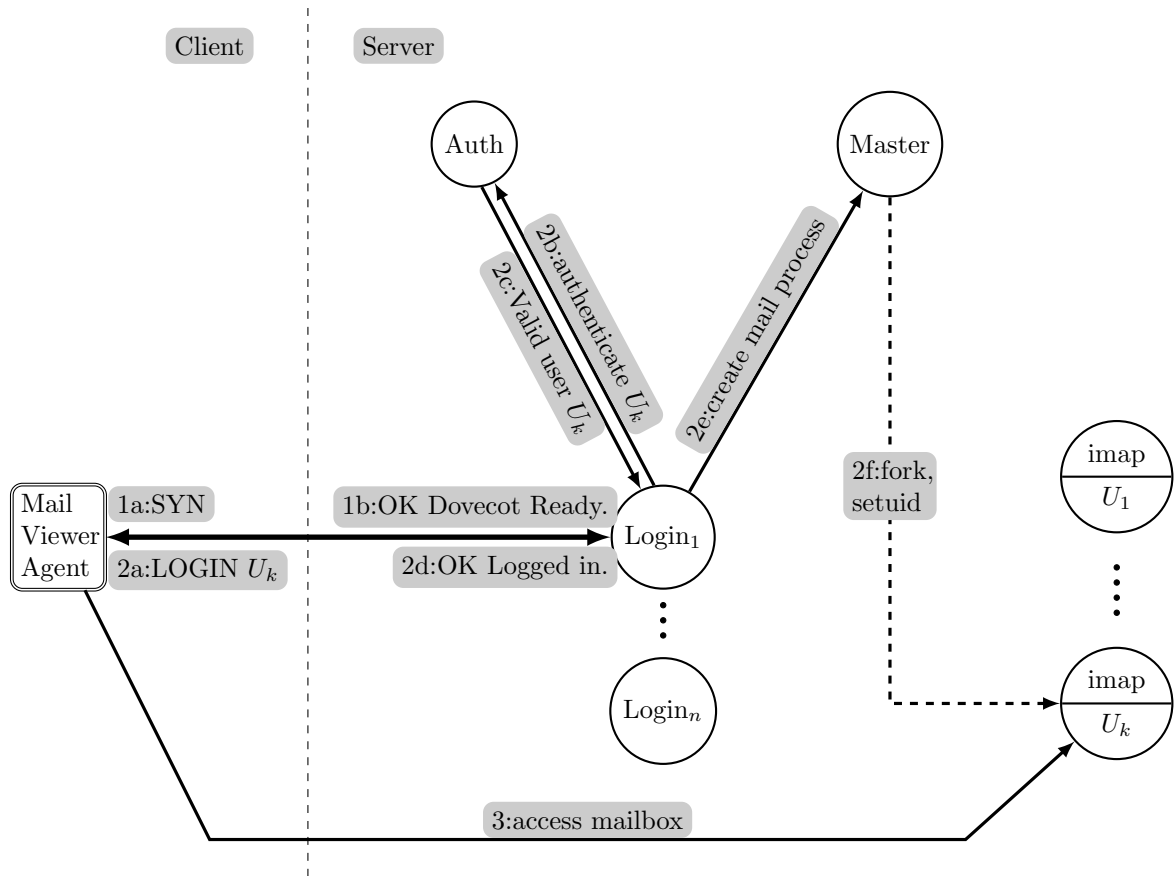 Client
Server
Auth
Master
2b:authenticate U_k
2c:Valid user U_k
2e:create mail process
imap
U_1
2f:fork,
setuid
Mail
Viewer
Agent
1a:SYN
1b:OK Dovecot Ready.
Login_1
2a:LOGIN U_k
2d:OK Logged in.
imap
U_k
Login_n
3:access mailbox